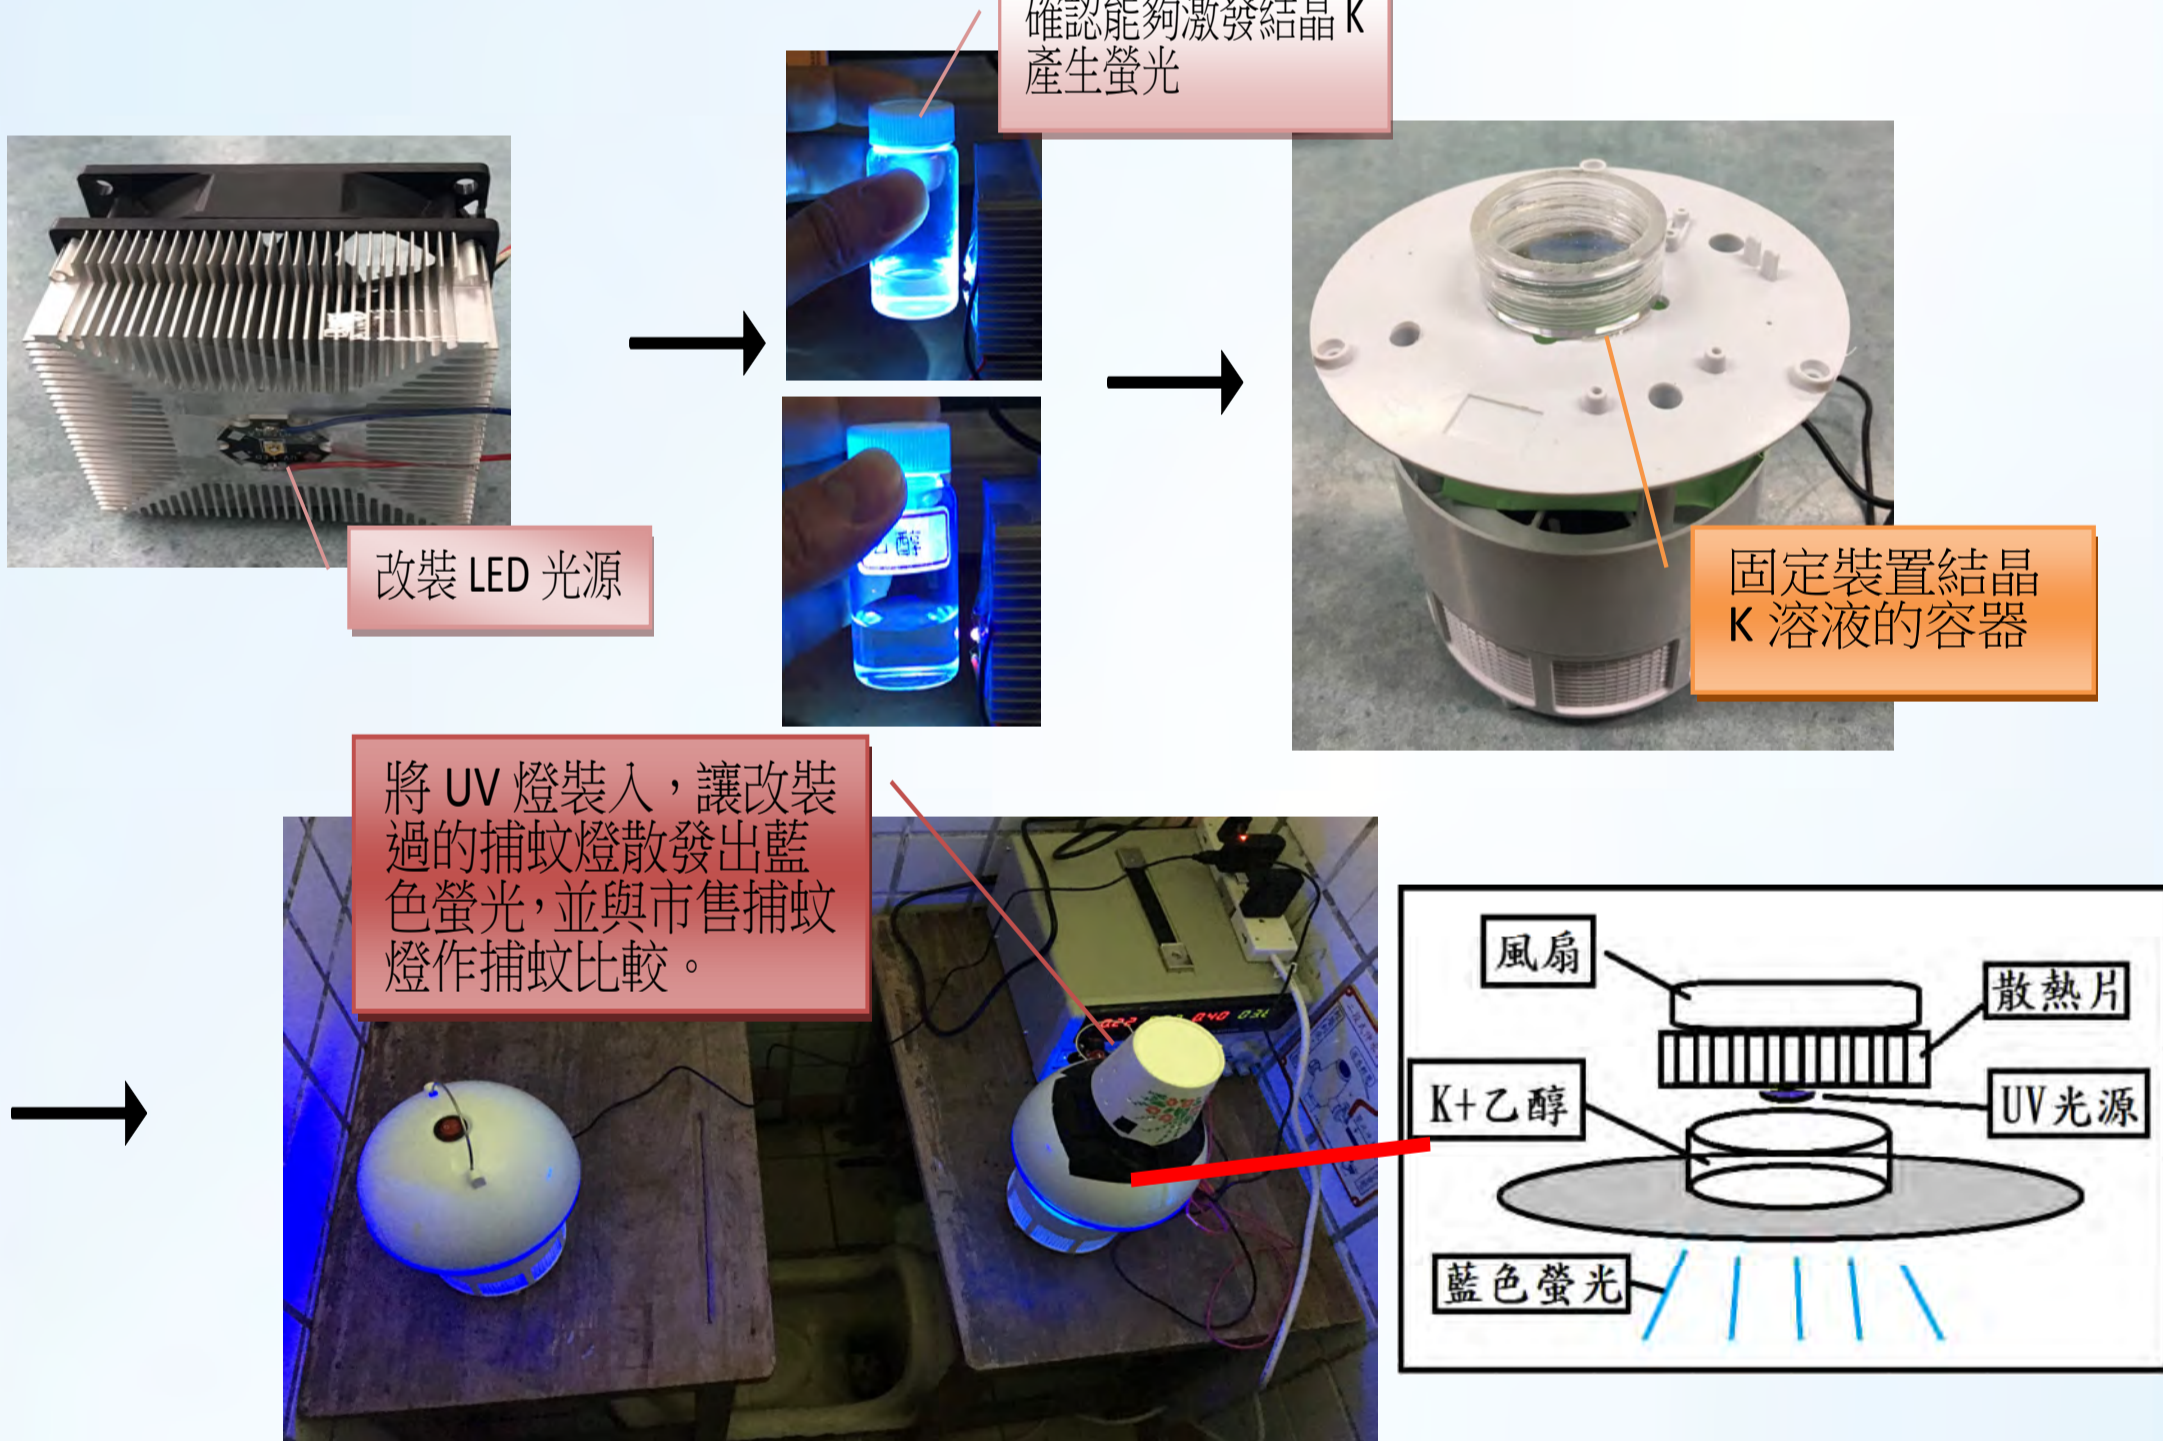 確認能夠激發結晶 K
產生螢光
改裝 LED 光源
固定裝置結晶
K 溶液的容器
將 UV 燈裝入，讓改裝
過的捕蚊燈散發出藍
色螢光，並與市售捕蚊
燈作捕蚊比較。
風扇
散熱片
K+乙醇
UV光源
藍色螢光